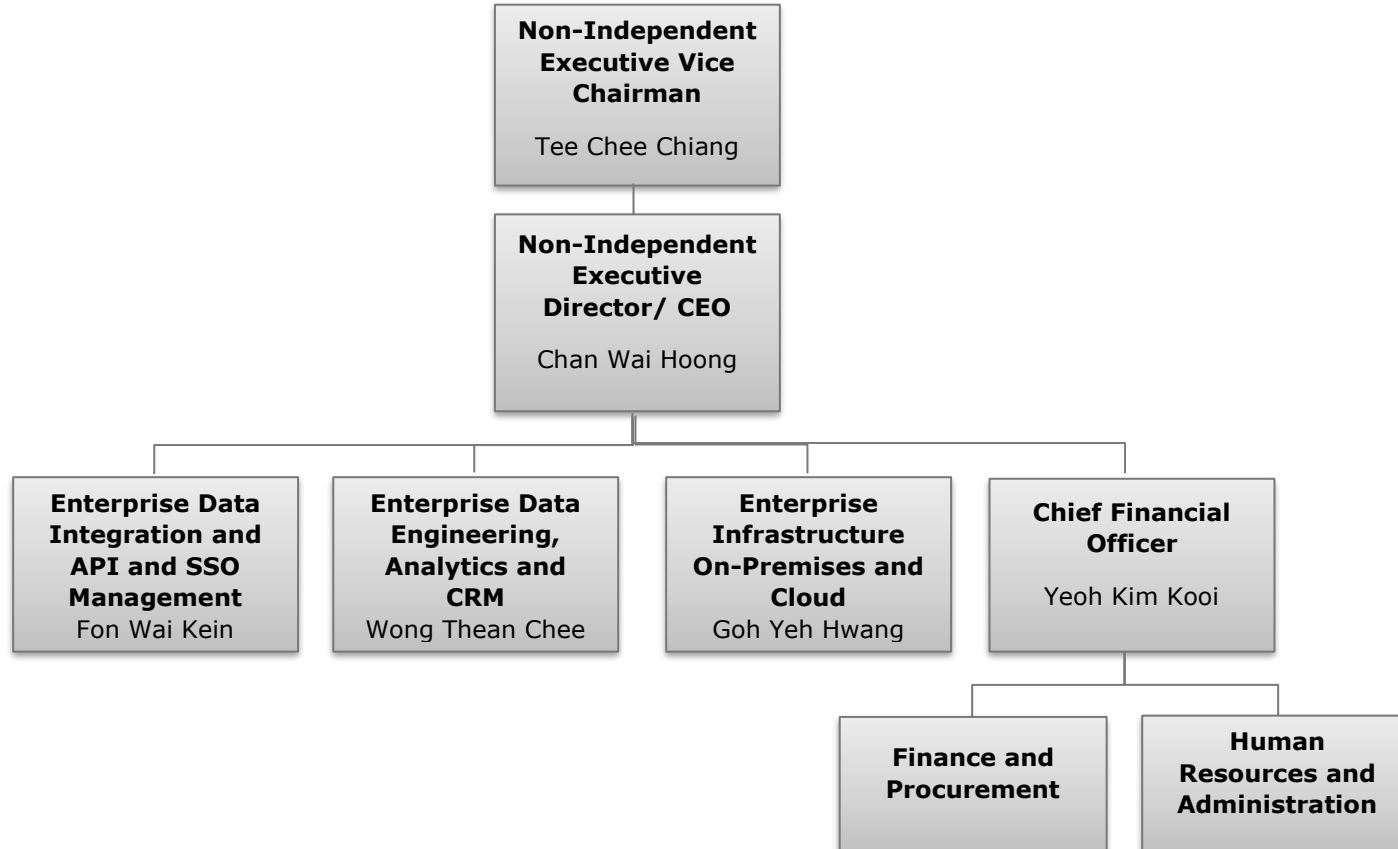 Non-Independent
Executive Vice
Chairman
Tee Chee Chiang
Non-Independent
Executive
Director/ CEO
Chan Wai Hoong
Enterprise Data
Integration and
API and SSO
Management
Fon Wai Kein
Enterprise Data
Engineering,
Analytics and
CRM
Wong Thean Chee
Enterprise
Infrastructure
On-Premises and
Cloud
Goh Yeh Hwang
Chief Financial
Officer
Yeoh Kim Kooi
Finance and
Procurement
Human
Resources and
Administration